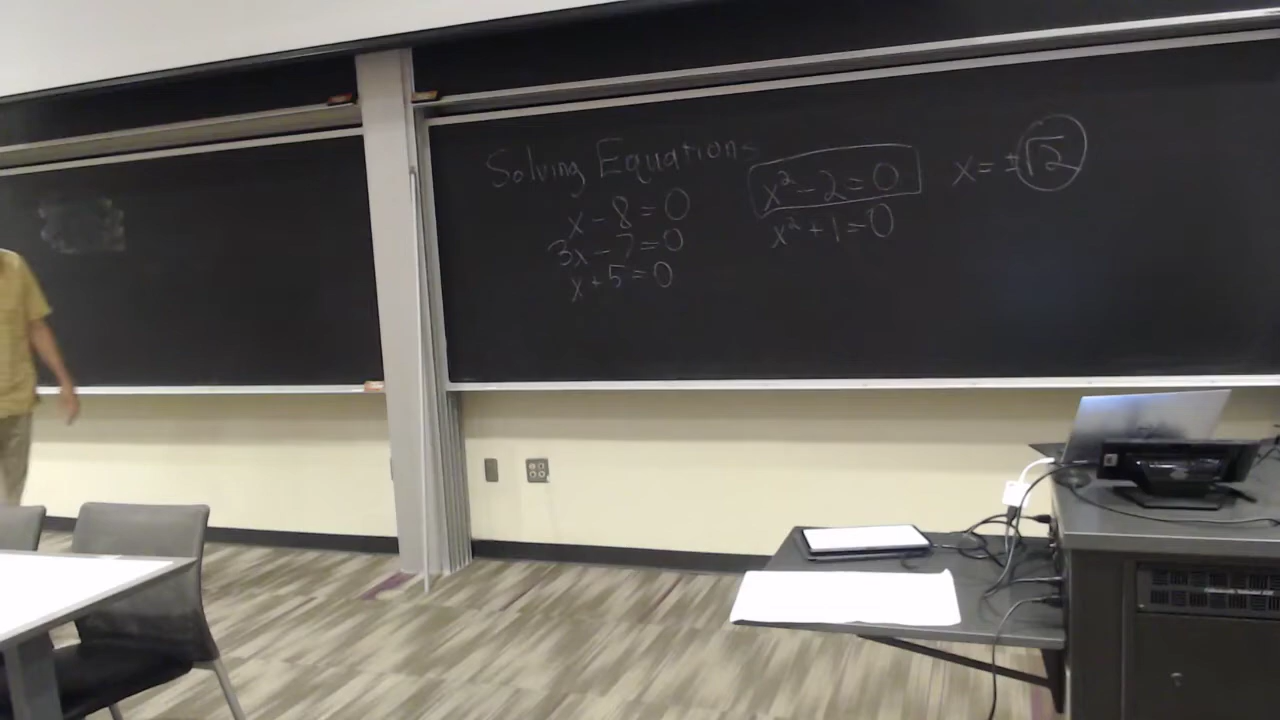 Solving Equations
x - 8 = 0
3x - 7 = 0
x + 5 = 0
x² - 2 = 0
x² + 1 = 0
x = ±√2